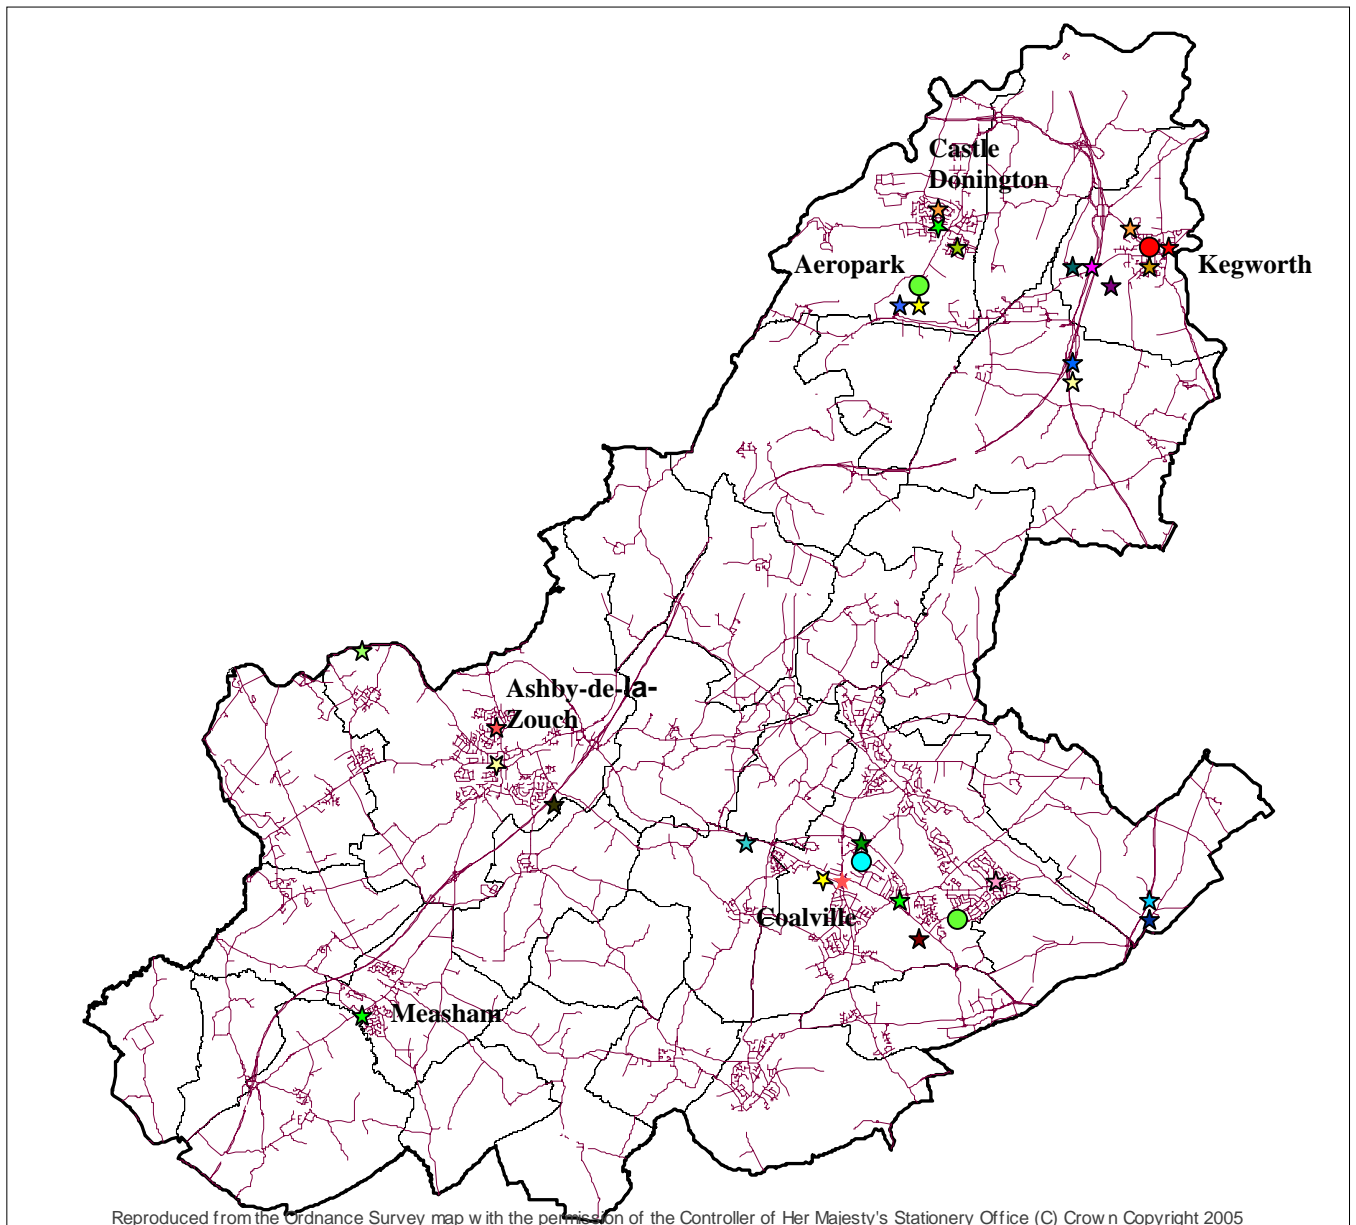 Castle
Donington
Aeropark
Kegworth
Ashby-de-la-
Zouch
Coalville
Measham
Reproduced from the Ordnance Survey map with the permission of the Controller of Her Majesty's Stationery Office (C) Crown Copyright 2005